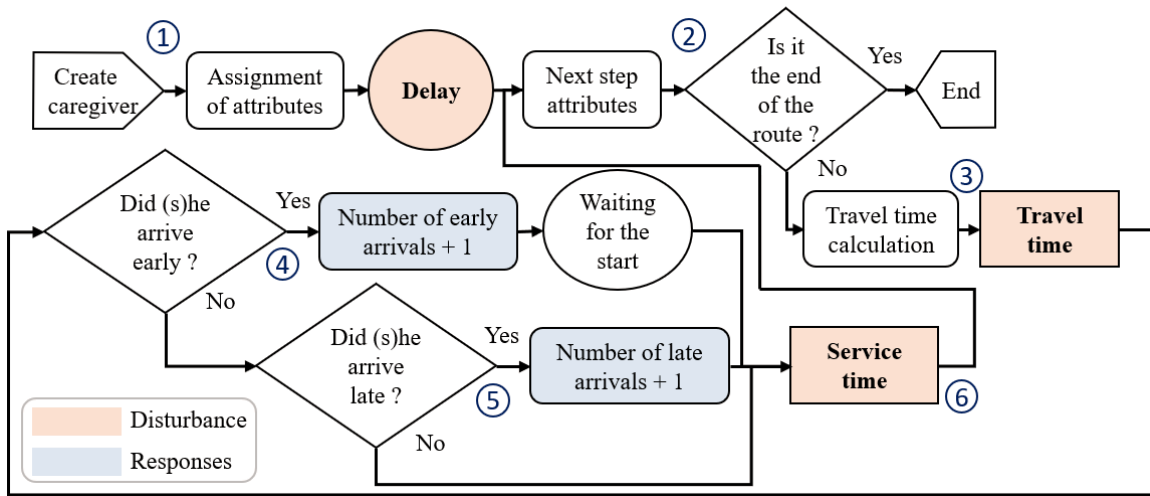 ①
Create
caregiver
Assignment
of attributes
Delay
Next step
attributes
②
Is it
the end
of the
route ?
Yes
End
No
③
Travel time
calculation
Travel
time
Did (s)he
arrive
early ?
Yes
④
No
Number of early
arrivals + 1
Waiting
for the
start
Did (s)he
arrive
late ?
Yes
⑤
No
Number of late
arrivals + 1
Service
time
⑥
Disturbance
Responses